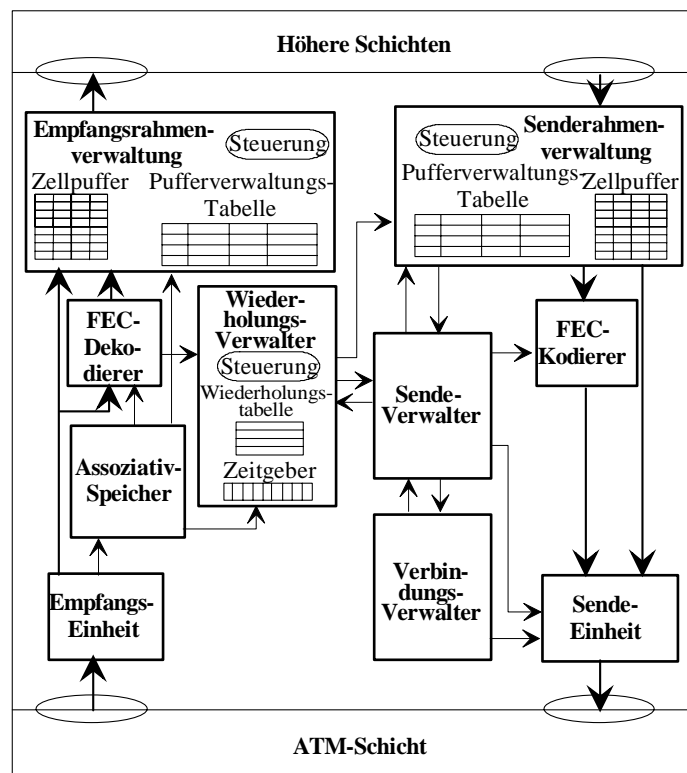 Höhere Schichten
Empfangsrahmen-
verwaltung
Steuerung
Zellpuffer
Pufferverwaltungs-
Tabelle
Steuerung
Senderahmen-
verwaltung
Pufferverwaltungs-
Tabelle
Zellpuffer
FEC-
Deko-
dierer
Wieder-
holungs-
Verwalter
Steuerung
Wiederholungs-
tabelle
Zeitgeber
Sende-
Verwalter
FEC-
Kodierer
Assoziativ-
Speicher
Empfangs-
Einheit
Verbin-
dungs-
Verwalter
Sende-
Einheit
ATM-Schicht